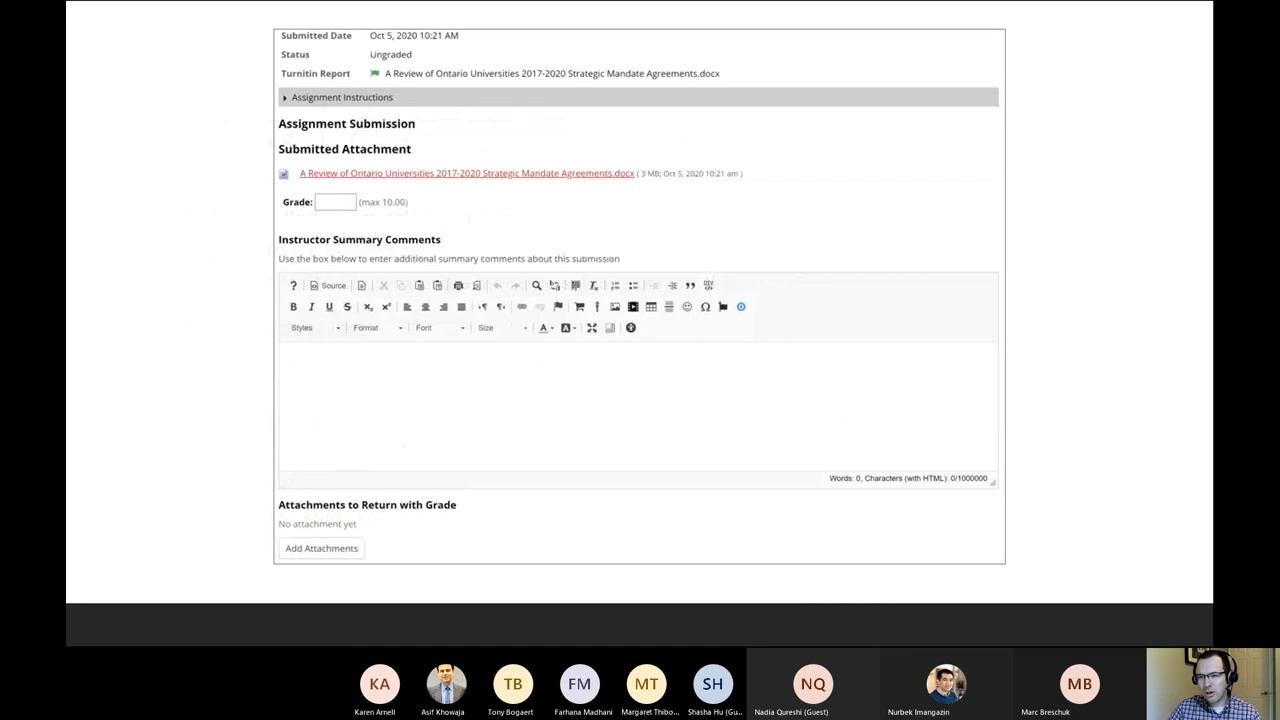 Submitted Date Oct 5, 2020 10:21 AM
Status Ungraded
Turnitin Report A Review of Ontario Universities 2017-2020 Strategic Mandate Agreements.docx
Assignment Instructions
Assignment Submission
Submitted Attachment
A Review of Ontario Universities 2017-2020 Strategic Mandate Agreements.docx ( 3 MB; Oct 5, 2020 10:21 am )
Grade: (max 10.00)
Instructor Summary Comments
Use the box below to enter additional summary comments about this submission
? Source
B I U S x₂ x² Ω
Styles Format Font Size A A
Words: 0, Characters (with HTML): 0/1000000
Attachments to Return with Grade
No attachment yet
Add Attachments
KA TB FM MT SH NQ MB
Karen Arnell Asif Khowaja Tony Bogaert Farhana Madhani Margaret Thibo... Shasha Hu (Gu... Nadia Qureshi (Guest) Nurbek Imangazin Marc Breschuk